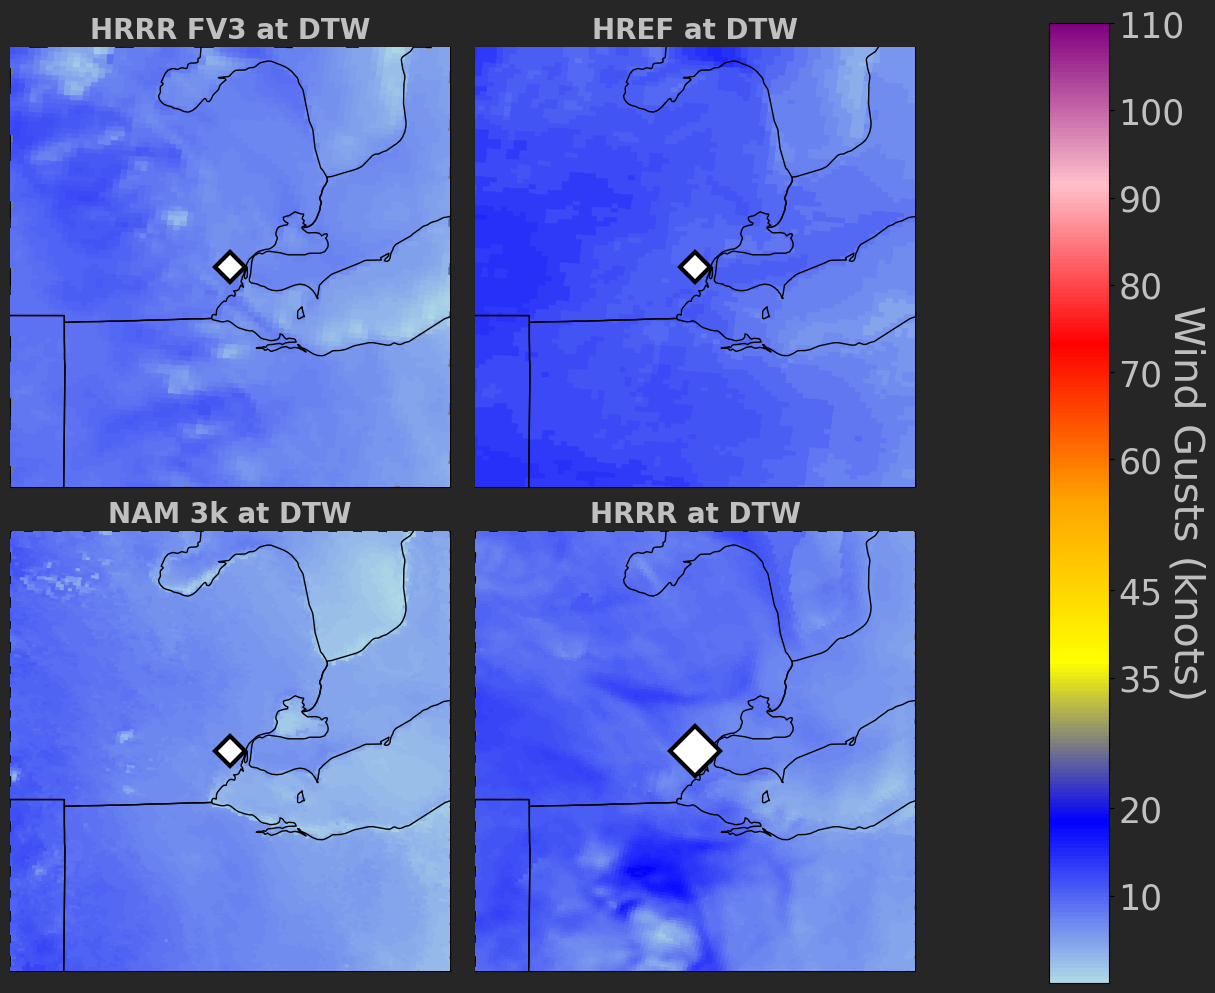 HRRR FV3 at DTW
HREF at DTW
NAM 3k at DTW
HRRR at DTW
110
100
90
80
70
60
45
35
20
10
Wind Gusts (knots)